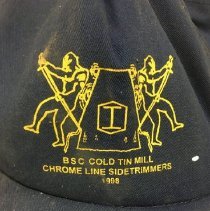 I
BSC COLD TIN MILL
CHROME LINE SIDETRIMMERS
1998